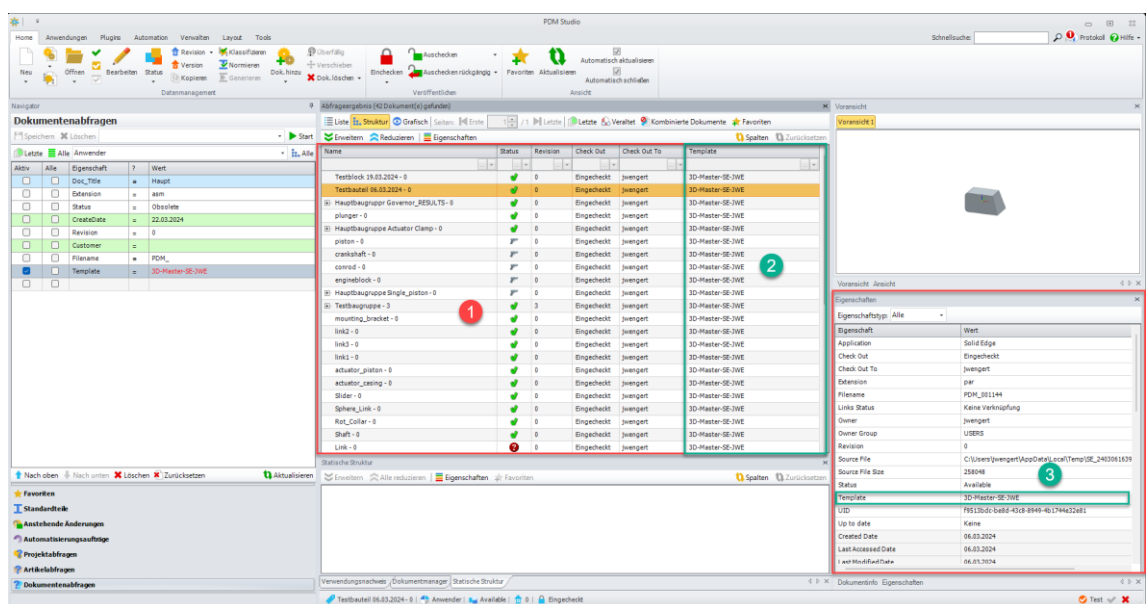 PDM Studio
Home Anwendungen Plugins Automation Verwalten Layout Tools
Schnellsuche: Protokoll Hilfe
Neu Öffnen Bearbeiten Status
Revision Klassifizieren
Version Normieren
Kopieren Generieren
Dok. hinzu
Überfällig
Verschieben
Dok. löschen
Einchecken
Auschecken
Auschecken rückgängig
Favoriten Aktualisieren
Automatisch aktualisieren
Automatisch schließen
Datenmanagement Veröffentlichen Ansicht
Navigator
Dokumentenabfragen
Speichern Löschen Start
Letzte Alle Anwender Alle
Aktiv Alle Eigenschaft ? Wert
Doc_Title Haupt
Extension = asm
Status = Obsolete
CreateDate = 22.03.2024
Revision = 0
Customer =
Filename PDM_
Template = 3D-Master-SE-JWE
Nach oben Nach unten Löschen Zurücksetzen Aktualisieren
Favoriten
Standardteile
Anstehende Änderungen
Automatisierungsaufträge
Projektabfragen
Artikelabfragen
Dokumentenabfragen
Abfrageergebnis (42 Dokument(e) gefunden)
Liste Struktur Grafisch Seiten: Erste 1 / 1 Letzte Letzte Veraltet Kombinierte Dokumente Favoriten
Erweitern Reduzieren Eigenschaften Spalten Zurücksetzen
Name Status Revision Check Out Check Out To Template
Testblock 19.03.2024 - 0 0 Eingecheckt jwengert 3D-Master-SE-JWE
Testbauteil 06.03.2024 - 0 0 Eingecheckt jwengert 3D-Master-SE-JWE
Hauptbaugruppr Governor_RESULTS - 0 0 Eingecheckt jwengert 3D-Master-SE-JWE
plunger - 0 0 Eingecheckt jwengert 3D-Master-SE-JWE
Hauptbaugruppe Actuator Clamp - 0 0 Eingecheckt jwengert 3D-Master-SE-JWE
piston - 0 0 Eingecheckt jwengert 3D-Master-SE-JWE
crankshaft - 0 0 Eingecheckt jwengert 3D-Master-SE-JWE
conrod - 0 0 Eingecheckt jwengert 3D-Master-SE-JWE
engineblock - 0 0 Eingecheckt jwengert 3D-Master-SE-JWE
Hauptbaugruppe Single_piston - 0 0 Eingecheckt jwengert 3D-Master-SE-JWE
Testbaugruppe - 3 3 Eingecheckt jwengert 3D-Master-SE-JWE
mounting_bracket - 0 0 Eingecheckt jwengert 3D-Master-SE-JWE
link2 - 0 0 Eingecheckt jwengert 3D-Master-SE-JWE
link3 - 0 0 Eingecheckt jwengert 3D-Master-SE-JWE
link1 - 0 0 Eingecheckt jwengert 3D-Master-SE-JWE
actuator_piston - 0 0 Eingecheckt jwengert 3D-Master-SE-JWE
actuator_casing - 0 0 Eingecheckt jwengert 3D-Master-SE-JWE
Slider - 0 0 Eingecheckt jwengert 3D-Master-SE-JWE
Sphere_Link - 0 0 Eingecheckt jwengert 3D-Master-SE-JWE
Rot_Collar - 0 0 Eingecheckt jwengert 3D-Master-SE-JWE
Shaft - 0 0 Eingecheckt jwengert 3D-Master-SE-JWE
Link - 0 ? 0 Eingecheckt jwengert 3D-Master-SE-JWE
1
2
Statische Struktur
Erweitern Alle reduzieren Eigenschaften Favoriten Spalten Zurücksetzen
Verwendungsnachweis Dokumentmanager Statische Struktur
Testbauteil 06.03.2024 - 0 Anwender Available 0 Eingecheckt
Voransicht
Voransicht 1
Voransicht Ansicht
Eigenschaften
Eigenschaftstyp: Alle
Eigenschaft Wert
Application Solid Edge
Check Out Eingecheckt
Check Out To jwengert
Extension par
Filename PDM_001144
Links Status Keine Verknüpfung
Owner jwengert
Owner Group USERS
Revision 0
Source File C:\Users\jwengert\AppData\Local\Temp\SE_2403061639
Source File Size 258048
Status Available
Template 3D-Master-SE-JWE
UID f9513bdc-be8d-43c8-8949-4b1744e32e81
Up to date Keine
Created Date 06.03.2024
Last Accessed Date 06.03.2024
Last Modified Date 06.03.2024
3
Dokumentinfo Eigenschaften
Test